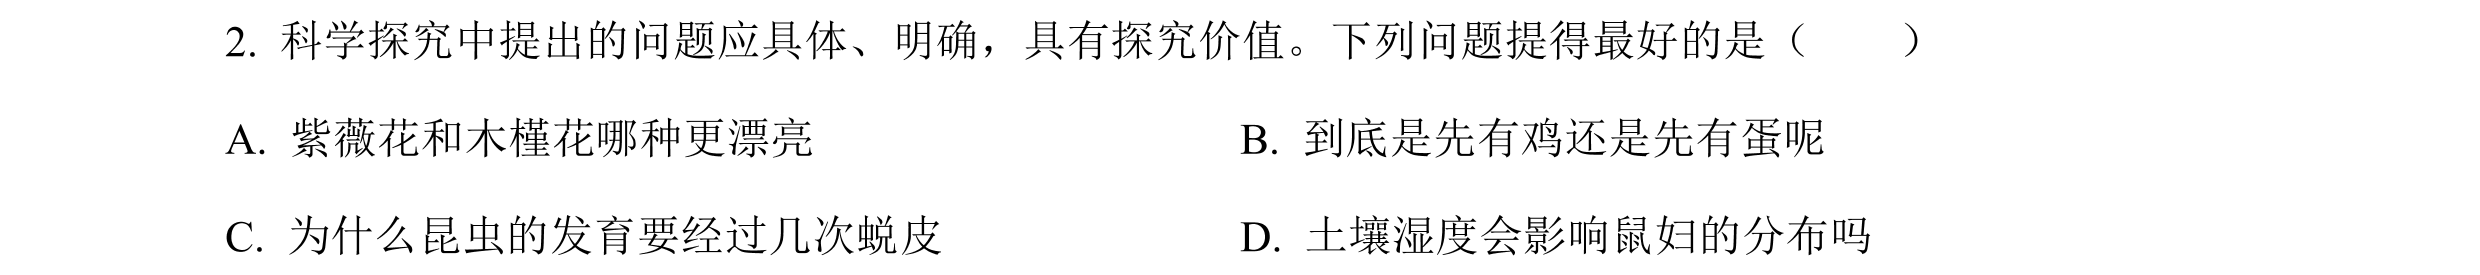 2. 科学探究中提出的问题应具体、明确，具有探究价值。下列问题提得最好的是（　　）
A. 紫薇花和木槿花哪种更漂亮　　B. 到底是先有鸡还是先有蛋呢
C. 为什么昆虫的发育要经过几次蜕皮　　D. 土壤湿度会影响鼠妇的分布吗